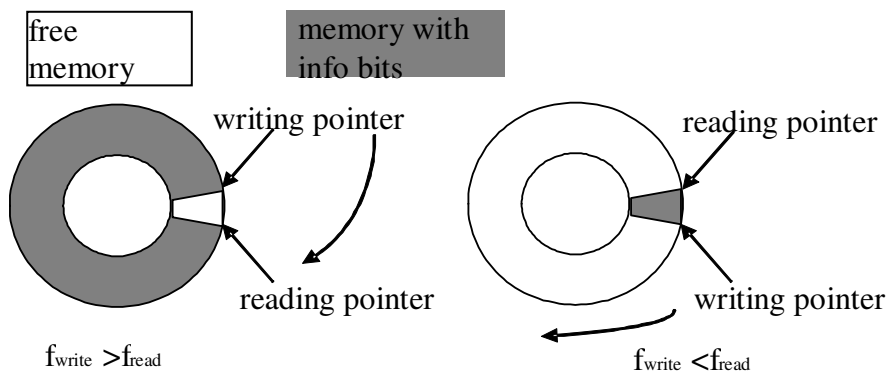 free
memory
memory with
info bits
writing pointer
reading pointer
reading pointer
writing pointer
fwrite >fread
fwrite <fread